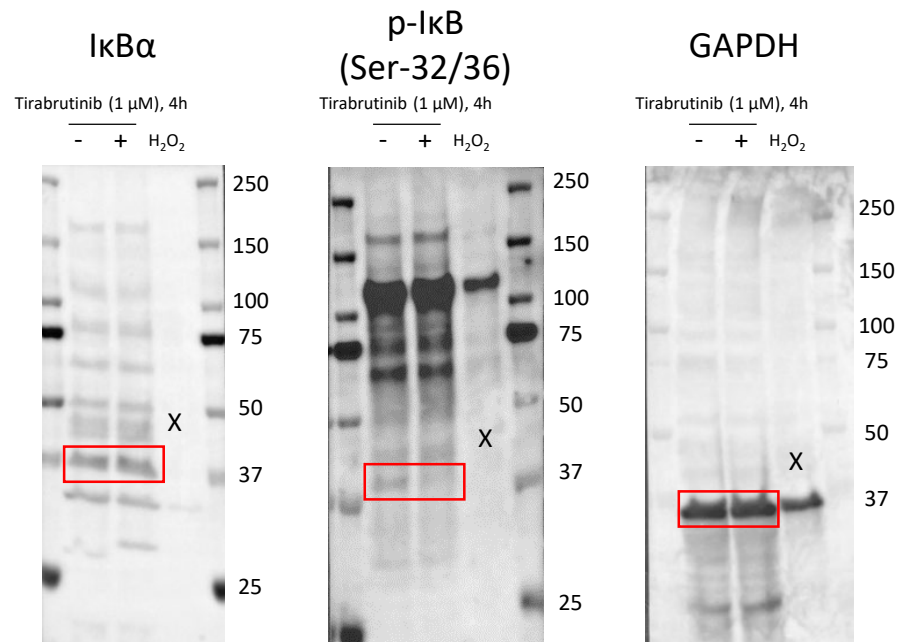 IκBα
Tirabrutinib (1 μM), 4h
- + H₂O₂
250
150
100
75
50
37
25
X
p-IκB
(Ser-32/36)
Tirabrutinib (1 μM), 4h
- + H₂O₂
250
150
100
75
50
37
25
X
GAPDH
Tirabrutinib (1 μM), 4h
- + H₂O₂
250
150
100
75
50
37
X